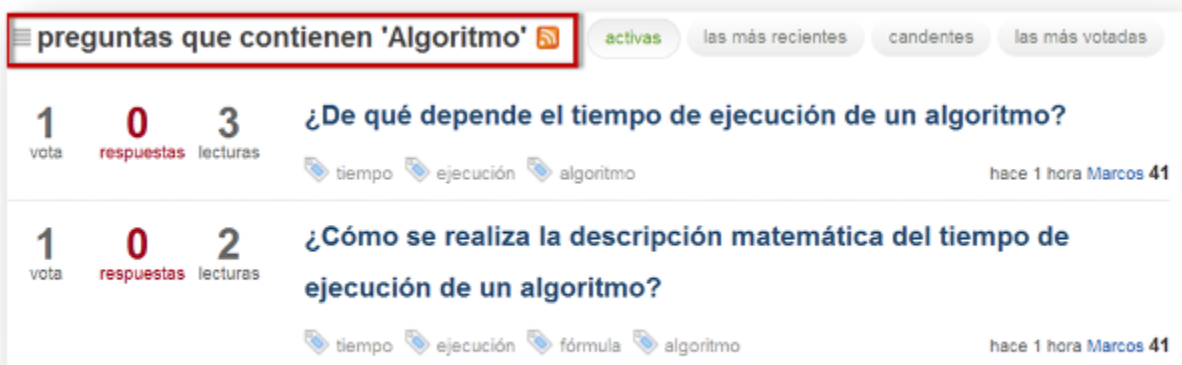 preguntas que contienen 'Algoritmo' activas las más recientes candentes las más votadas
1 0 3 ¿De qué depende el tiempo de ejecución de un algoritmo?
vota respuestas lecturas
tiempo ejecución algoritmo hace 1 hora Marcos 41
1 0 2 ¿Cómo se realiza la descripción matemática del tiempo de
vota respuestas lecturas
ejecución de un algoritmo?
tiempo ejecución fórmula algoritmo hace 1 hora Marcos 41